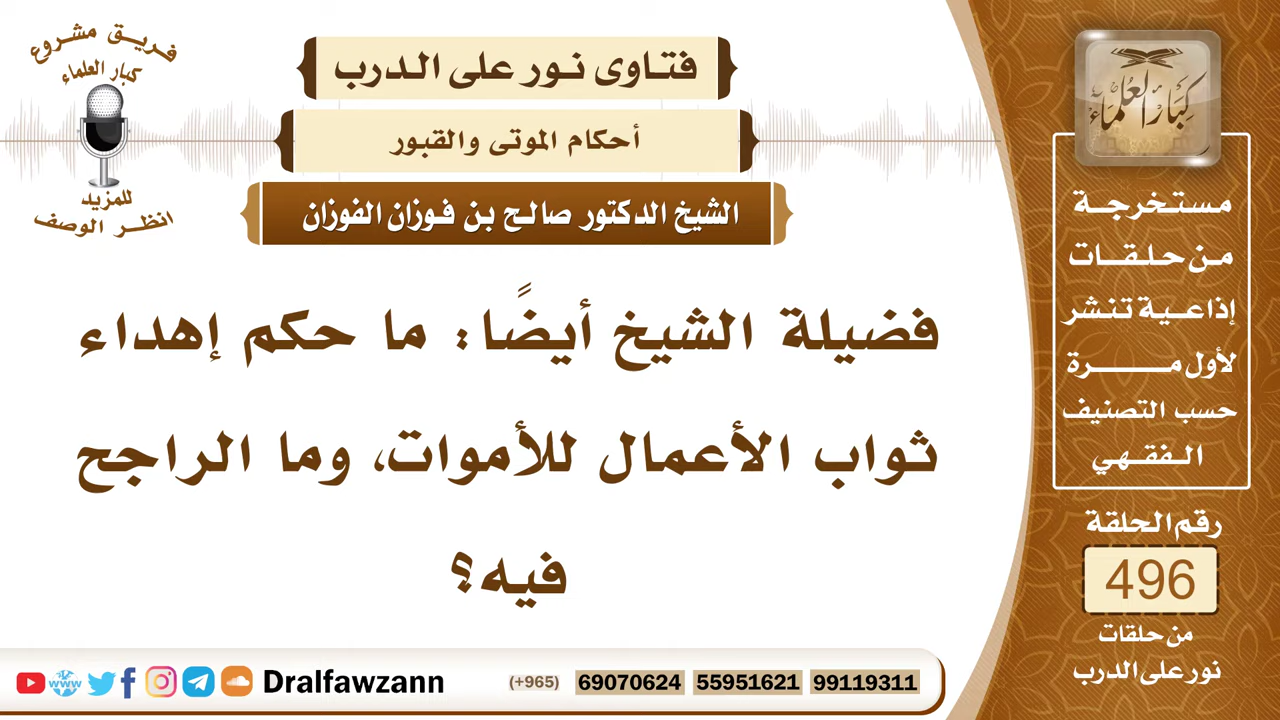 فريق مشروع
كبار العلماء
للمزيد
انظر الوصف
فتاوى نور على الدرب
أحكام الموتى والقبور
الشيخ الدكتور صالح بن فوزان الفوزان
فضيلة الشيخ أيضًا: ما حكم إهداء
ثواب الأعمال للأموات، وما الراجح
فيه؟
كبار العلماء
مستخرجة
من حلقات
إذاعية تنشر
لأول مرة
حسب التصنيف
الفقهي
رقم الحلقة
496
من حلقات
نور على الدرب
www Dralfawzann (+965) 69070624 55951621 99119311